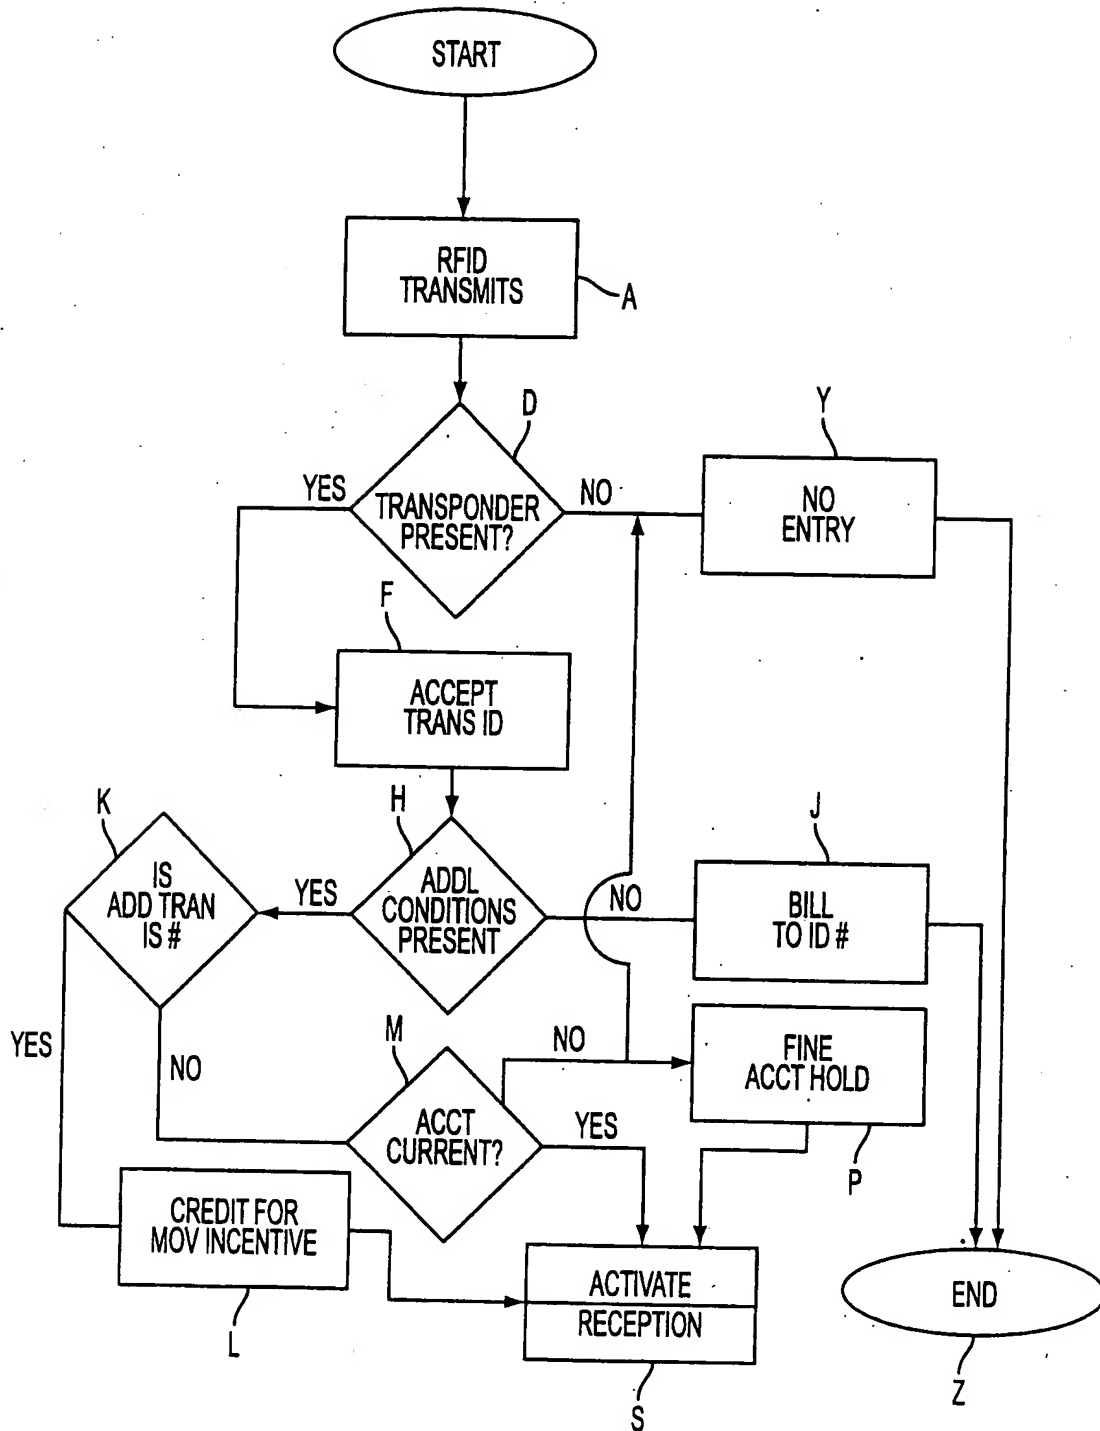 START
RFID
TRANSMITS
A
D
Y
YES
TRANSPONDER
PRESENT?
NO
NO
ENTRY
F
ACCEPT
TRANS ID
K
H
J
IS
ADD TRAN
IS #
YES
ADDL
CONDITIONS
PRESENT
NO
BILL
TO ID #
YES
NO
M
NO
FINE
ACCT HOLD
ACCT
CURRENT?
YES
P
CREDIT FOR
MOV INCENTIVE
L
ACTIVATE
RECEPTION
S
END
Z